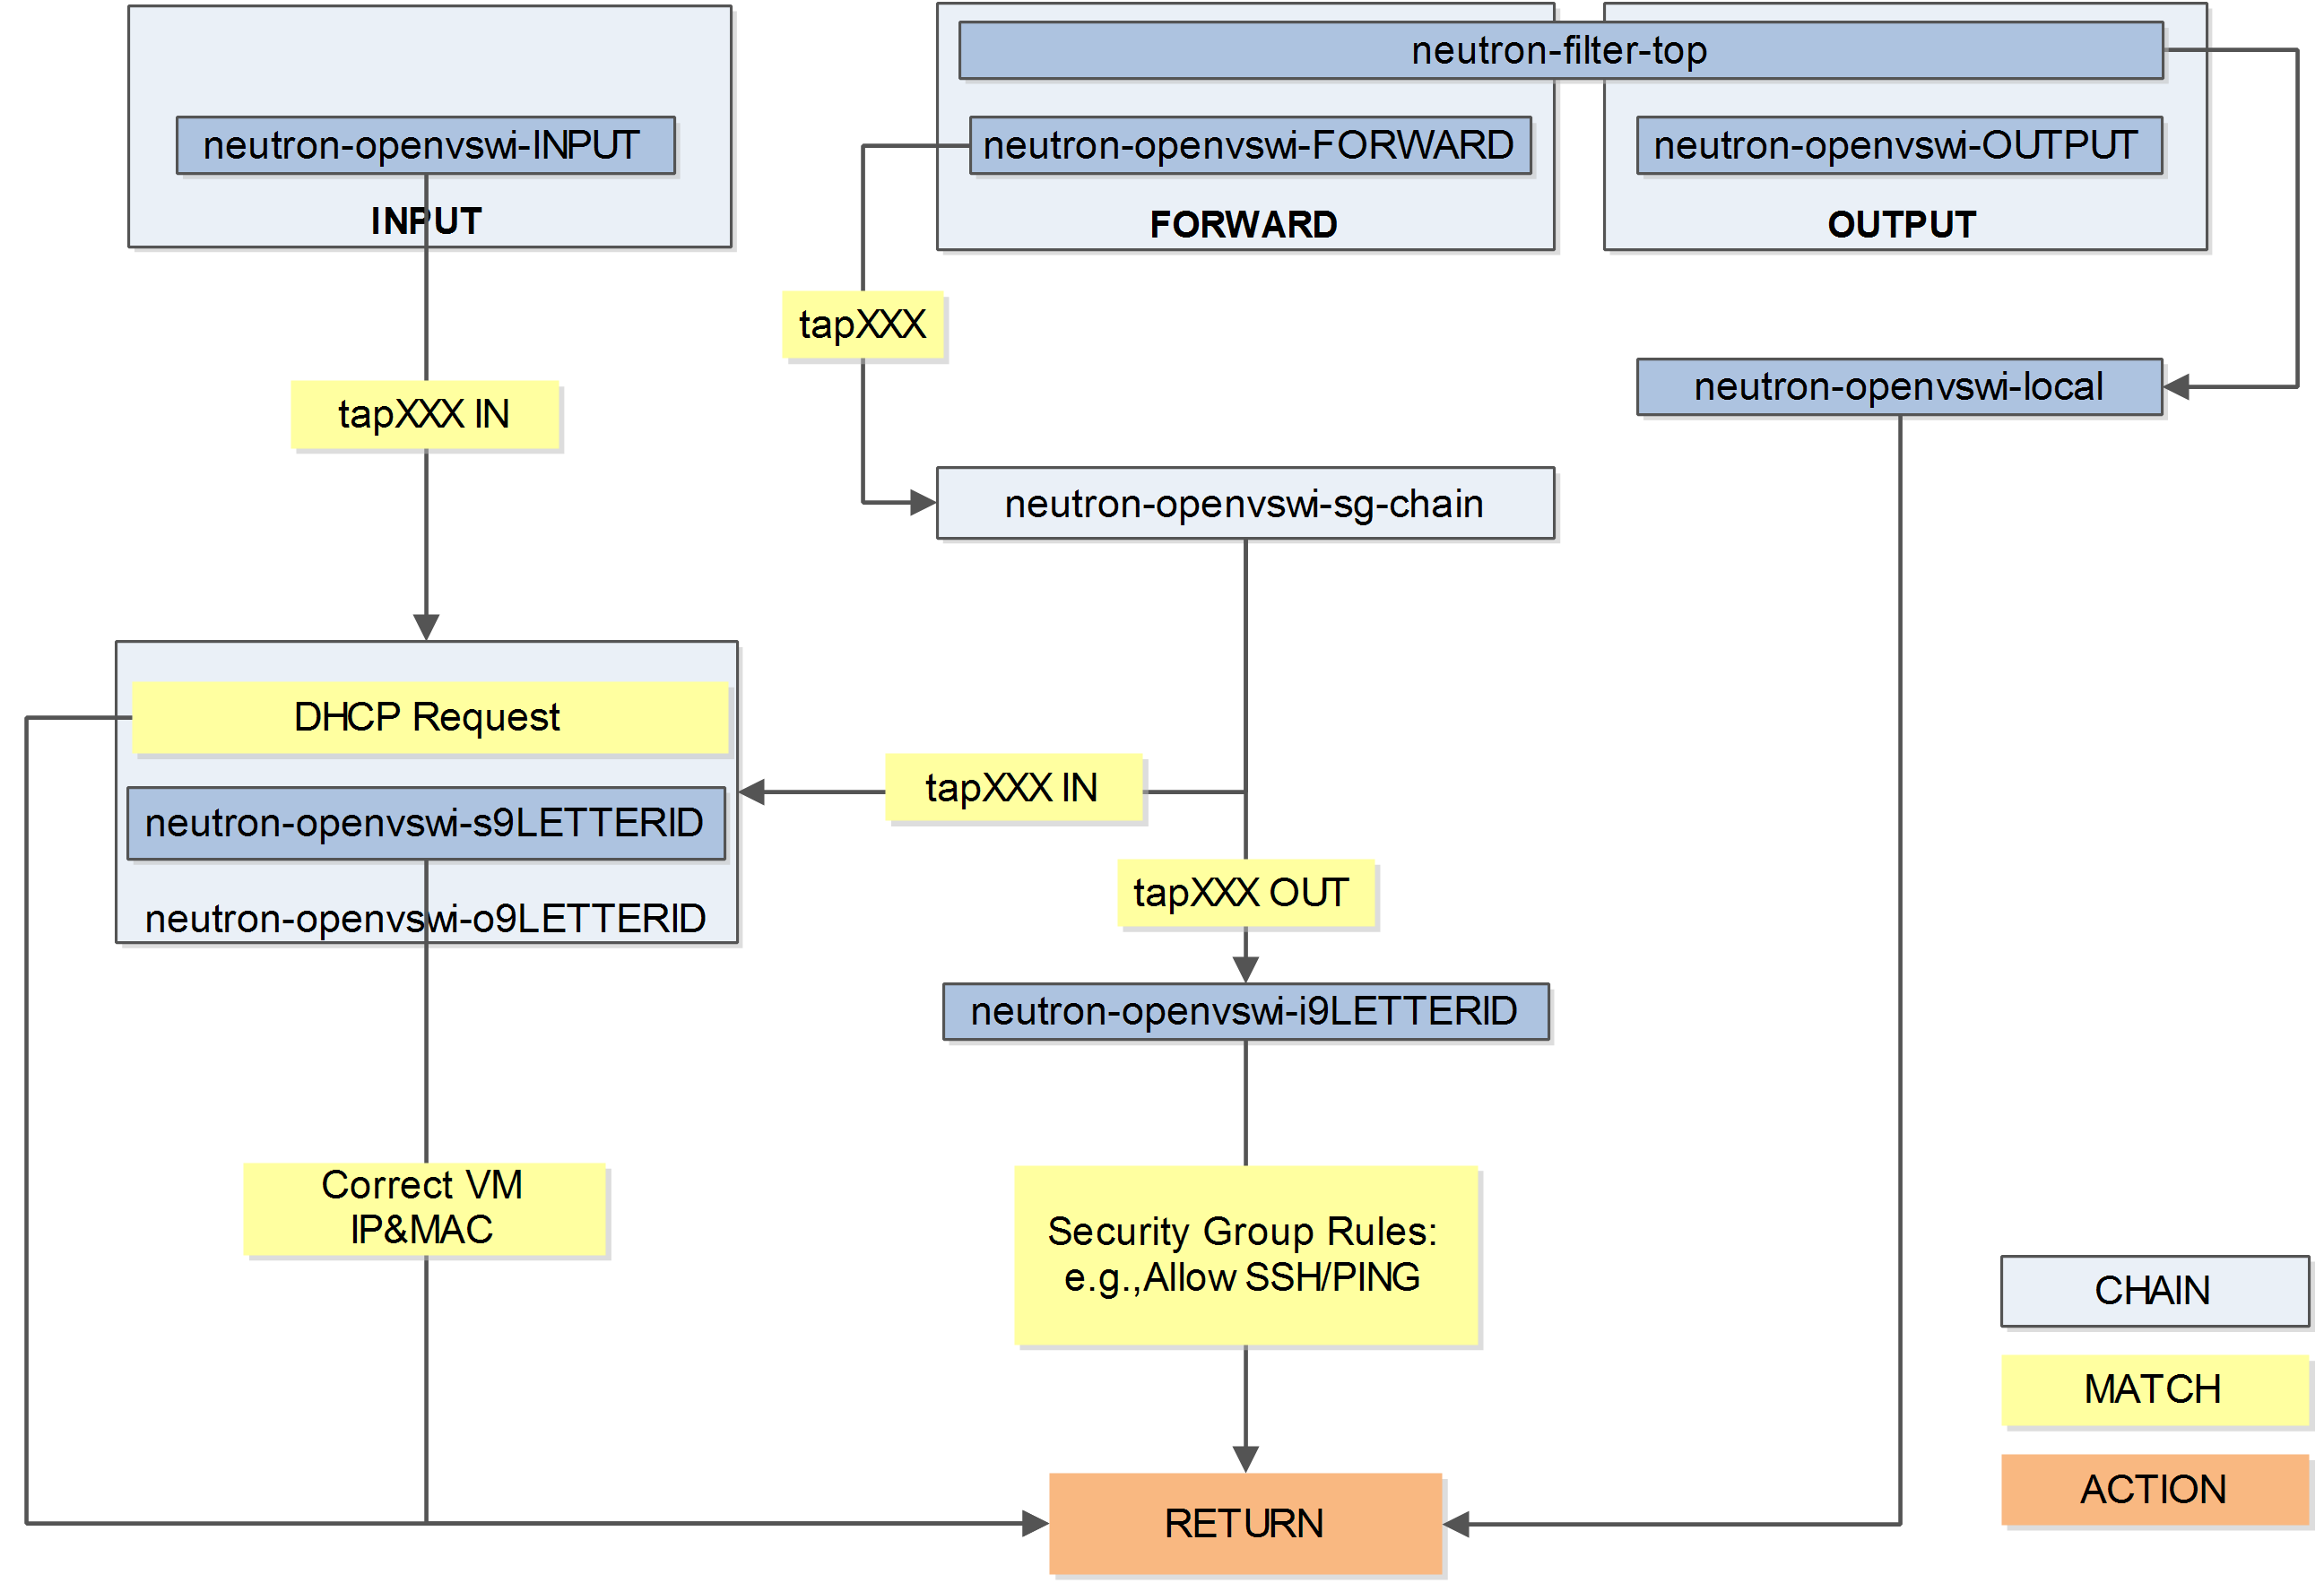 neutron-filter-top
neutron-openvswi-INPUT
neutron-openvswi-FORWARD
neutron-openvswi-OUTPUT
INPUT
FORWARD
OUTPUT
tapXXX
neutron-openvswi-local
tapXXX IN
neutron-openvswi-sg-chain
DHCP Request
tapXXX IN
neutron-openvswi-s9LETTERID
tapXXX OUT
neutron-openvswi-o9LETTERID
neutron-openvswi-i9LETTERID
Correct VM
IP&MAC
Security Group Rules:
e.g.,Allow SSH/PING
CHAIN
MATCH
ACTION
RETURN